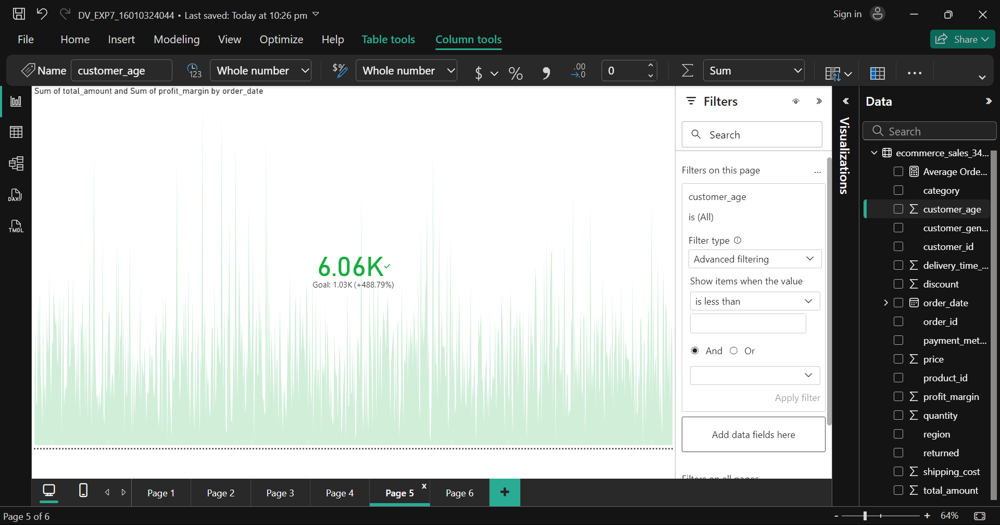 DV_EXP7_16010324044 • Last saved: Today at 10:26 pm
Sign in
File Home Insert Modeling View Optimize Help Table tools Column tools
Share
Name customer_age
123 Whole number
$% Whole number
$ % , .00 .0 0
Σ Sum
Sum of total_amount and Sum of profit_margin by order_date
DAX
TMDL
6.06K
Goal: 1.03K (+488.79%)
Filters
Search
Filters on this page ...
customer_age
is (All)
Filter type
Advanced filtering
Show items when the value
is less than
And Or
Apply filter
Add data fields here
Filters on all pages
Visualizations
Data
Search
ecommerce_sales_34...
Average Orde...
category
Σ customer_age
customer_gen...
customer_id
Σ delivery_time_...
Σ discount
order_date
order_id
payment_met...
Σ price
product_id
Σ profit_margin
Σ quantity
region
returned
Σ shipping_cost
Σ total_amount
Page 1 Page 2 Page 3 Page 4 Page 5 x Page 6 +
Page 5 of 6
- + 64%